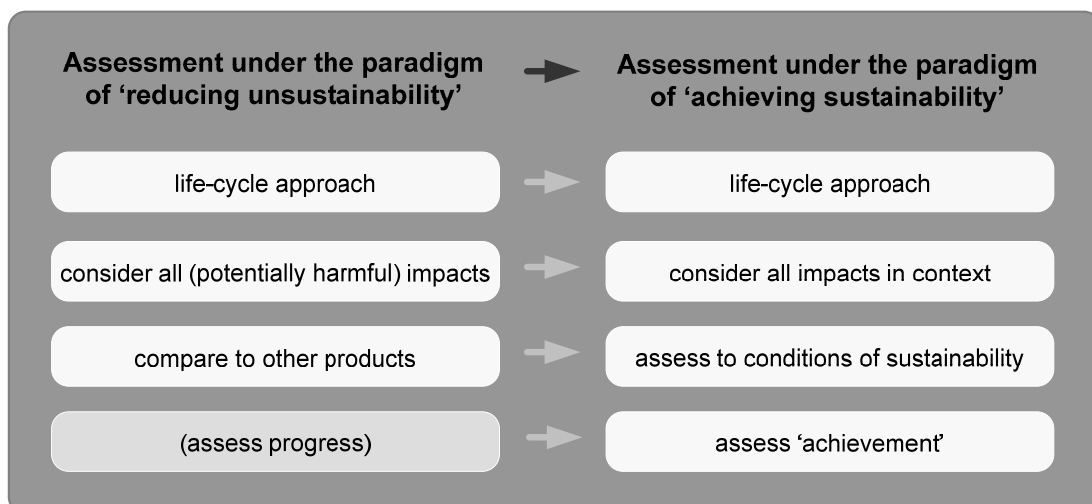 Assessment under the paradigm
of ‘reducing unsustainability’
Assessment under the paradigm
of ‘achieving sustainability’
life-cycle approach
life-cycle approach
consider all (potentially harmful) impacts
consider all impacts in context
compare to other products
assess to conditions of sustainability
(assess progress)
assess ‘achievement’